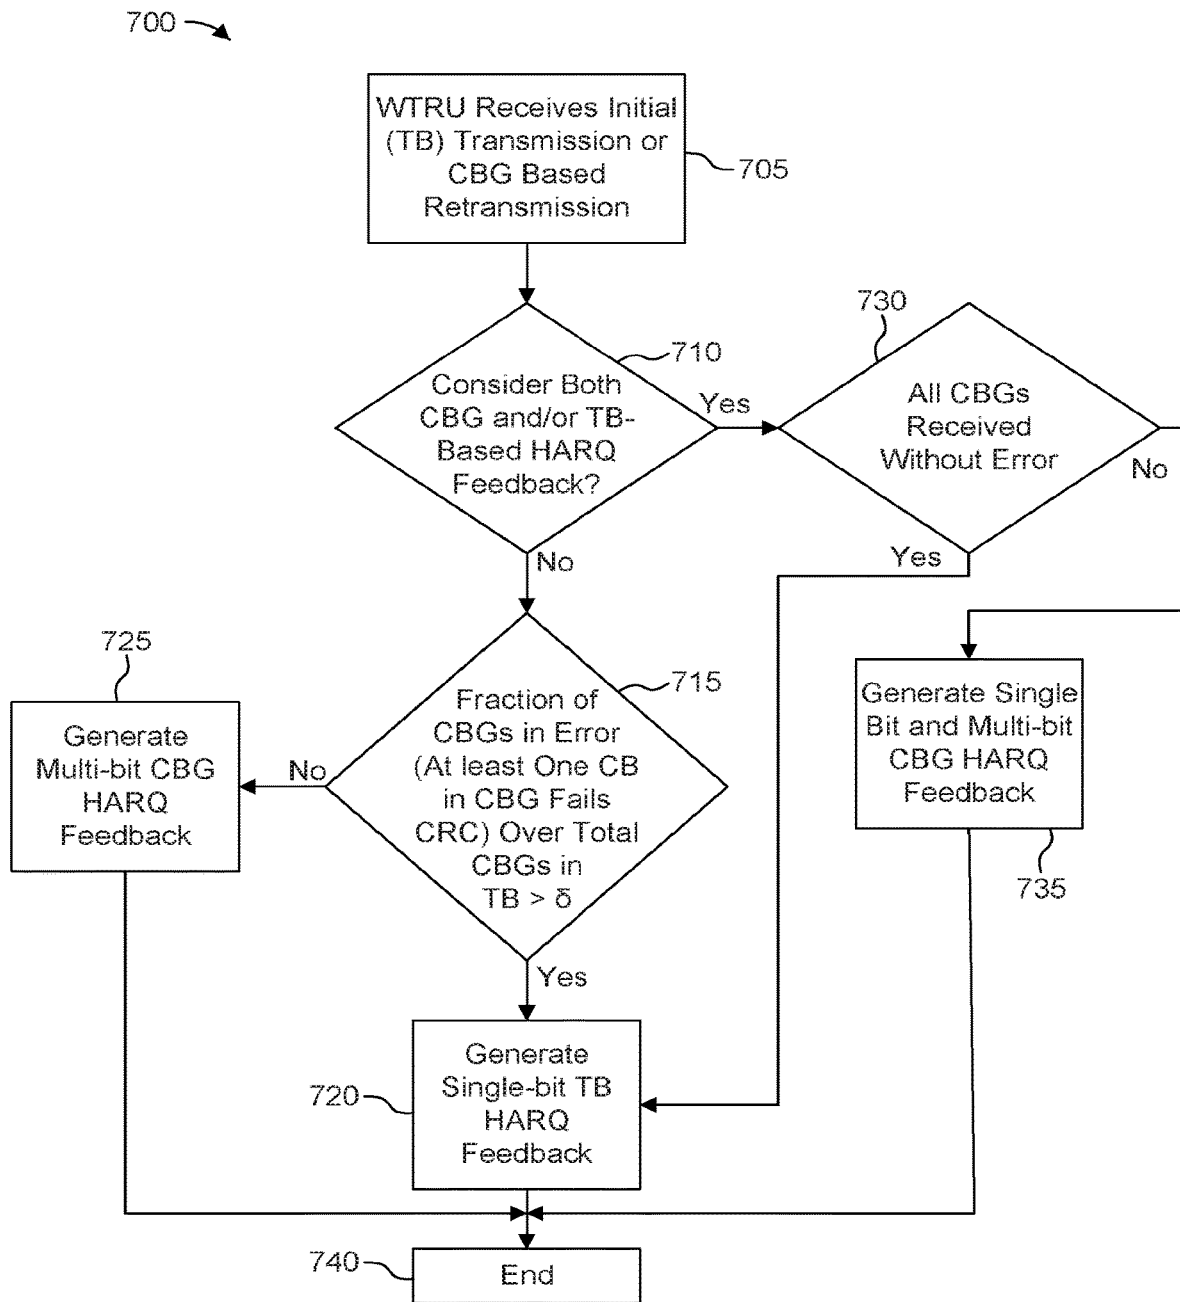 700
WTRU Receives Initial
(TB) Transmission or
CBG Based
Retransmission
705
710
Consider Both
CBG and/or TB-
Based HARQ
Feedback?
Yes
No
730
All CBGs
Received
Without Error
No
Yes
725
Generate
Multi-bit CBG
HARQ
Feedback
No
715
Fraction of
CBGs in Error
(At least One CB
in CBG Fails
CRC) Over Total
CBGs in
TB > δ
Yes
Generate Single
Bit and Multi-bit
CBG HARQ
Feedback
735
720
Generate
Single-bit TB
HARQ
Feedback
740
End